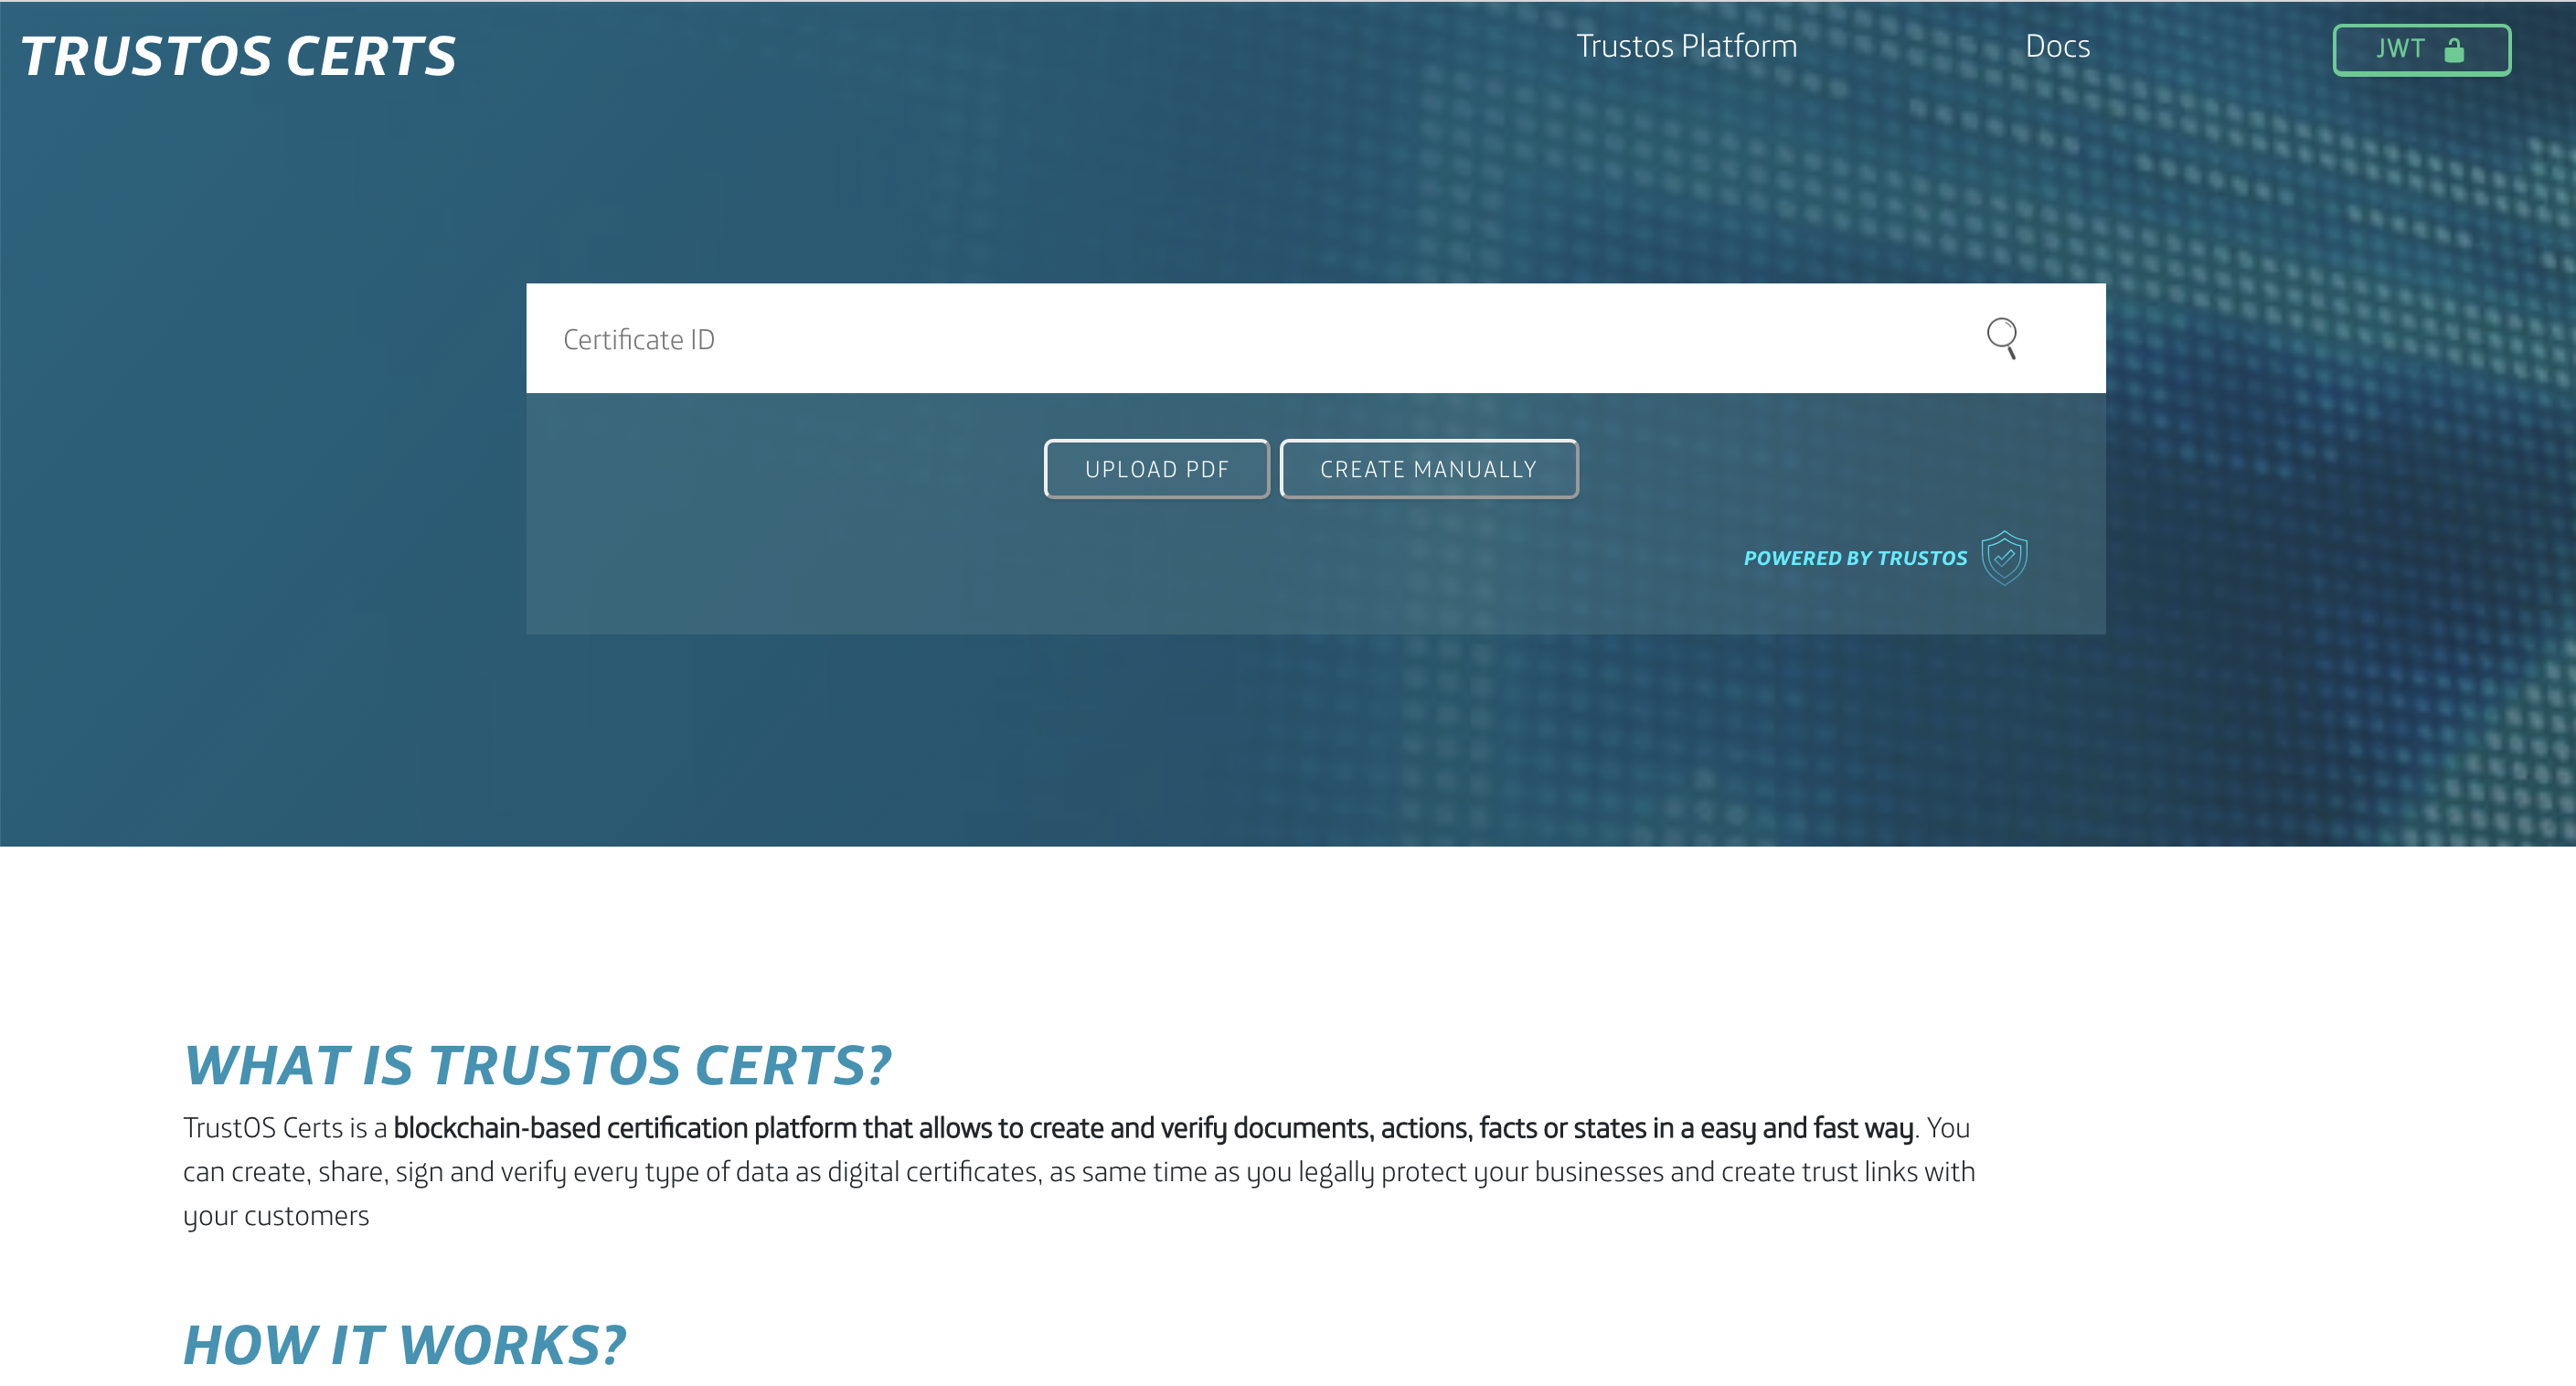 TRUSTOS CERTS
Trustos Platform
Docs
JWT
Certificate ID
UPLOAD PDF
CREATE MANUALLY
POWERED BY TRUSTOS
WHAT IS TRUSTOS CERTS?
TrustOS Certs is a blockchain-based certification platform that allows to create and verify documents, actions, facts or states in a easy and fast way. You
can create, share, sign and verify every type of data as digital certificates, as same time as you legally protect your businesses and create trust links with
your customers
HOW IT WORKS?